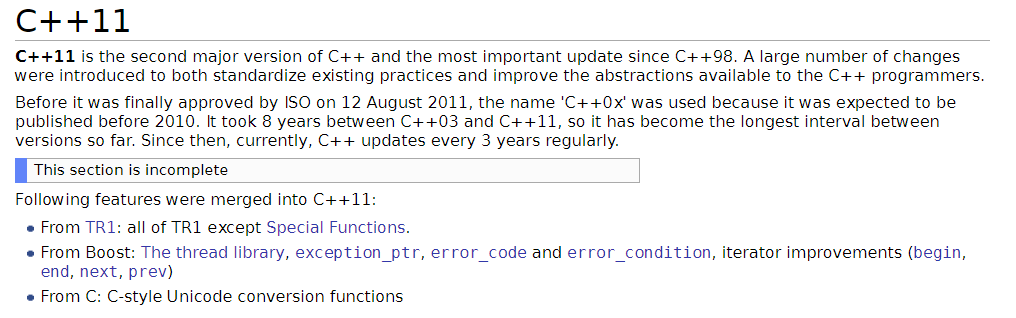 C++11
C++11 is the second major version of C++ and the most important update since C++98. A large number of changes
were introduced to both standardize existing practices and improve the abstractions available to the C++ programmers.
Before it was finally approved by ISO on 12 August 2011, the name 'C++0x' was used because it was expected to be
published before 2010. It took 8 years between C++03 and C++11, so it has become the longest interval between
versions so far. Since then, currently, C++ updates every 3 years regularly.
This section is incomplete
Following features were merged into C++11:
From TR1: all of TR1 except Special Functions.
From Boost: The thread library, exception_ptr, error_code and error_condition, iterator improvements (begin,
end, next, prev)
From C: C-style Unicode conversion functions